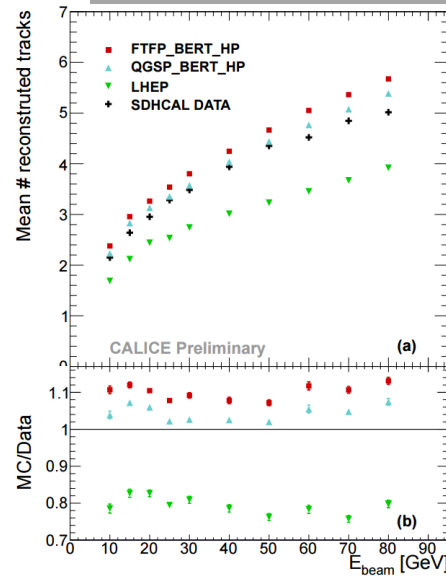 Mean # reconstructed tracks
7
6
5
4
3
2
1
0
FTFP_BERT_HP
QGSP_BERT_HP
LHEP
SDHCAL DATA
CALICE Preliminary
(a)
MC/Data
1.1
1
0.9
0.8
0.7
(b)
0 10 20 30 40 50 60 70 80 90
E_beam [GeV]